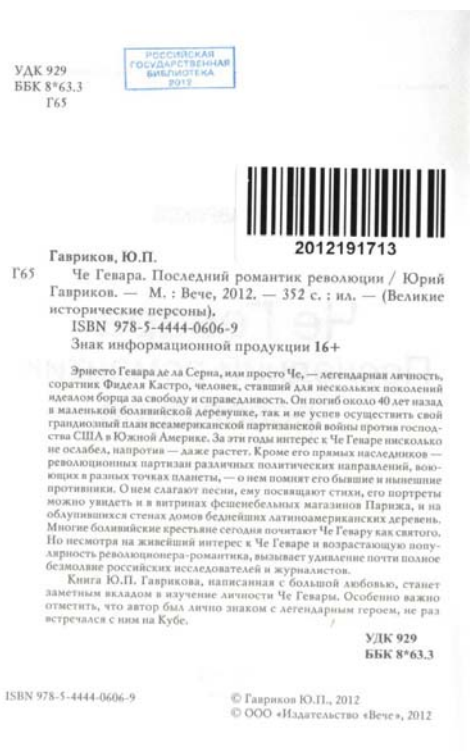 УДК 929
ББК 8*63.3
Г65
РОССИЙСКАЯ
ГОСУДАРСТВЕННАЯ
БИБЛИОТЕКА
2012
2012191713
Гавриков, Ю.П.
Г65 Че Гевара. Последний романтик революции / Юрий
Гавриков. — М. : Вече, 2012. — 352 с. : ил. — (Великие
исторические персоны).
ISBN 978-5-4444-0606-9
Знак информационной продукции 16+
Эрнесто Гевара де ла Серна, или просто Че, — легендарная личность,
соратник Фиделя Кастро, человек, ставший для нескольких поколений
идеалом борца за свободу и справедливость. Он погиб около 40 лет назад
в маленькой боливийской деревушке, так и не успев осуществить свой
грандиозный план всеамериканской партизанской войны против господ-
ства США в Южной Америке. За эти годы интерес к Че Геваре нисколько
не ослабел, напротив — даже растет. Кроме его прямых наследников —
революционных партизан различных политических направлений, вою-
ющих в разных точках планеты, — о нем помнят его бывшие и нынешние
противники. О нем слагают песни, ему посвящают стихи, его портреты
можно увидеть и в витринах фешенебельных магазинов Парижа, и на
облупившихся стенах домов беднейших латиноамериканских деревень.
Многие боливийские крестьяне сегодня почитают Че Гевару как святого.
Но несмотря на живейший интерес к Че Геваре и возрастающую попу-
лярность революционера-романтика, вызывает удивление почти полное
безмолвие российских исследователей и журналистов.
Книга Ю.П. Гаврикова, написанная с большой любовью, станет
заметным вкладом в изучение личности Че Гевары. Особенно важно
отметить, что автор был лично знаком с легендарным героем, не раз
встречался с ним на Кубе.
УДК 929
ББК 8*63.3
ISBN 978-5-4444-0606-9
© Гавриков Ю.П., 2012
© ООО «Издательство «Вече», 2012